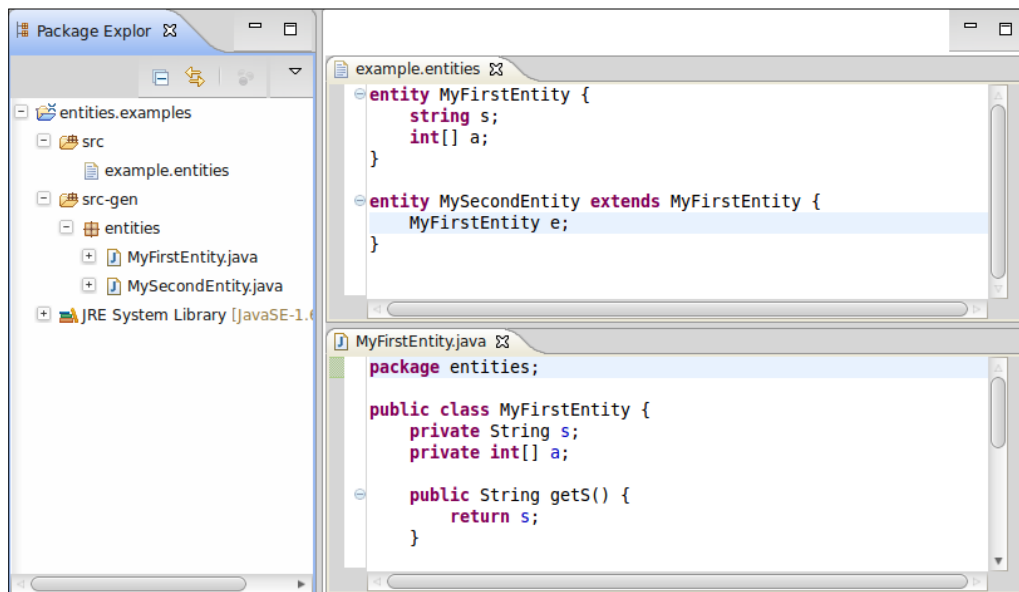 Package Explor
entities.examples
src
example.entities
src-gen
entities
MyFirstEntity.java
MySecondEntity.java
JRE System Library [JavaSE-1.6
example.entities
entity MyFirstEntity {
    string s;
    int[] a;
}
entity MySecondEntity extends MyFirstEntity {
    MyFirstEntity e;
}
MyFirstEntity.java
package entities;
public class MyFirstEntity {
    private String s;
    private int[] a;
    public String getS() {
        return s;
    }